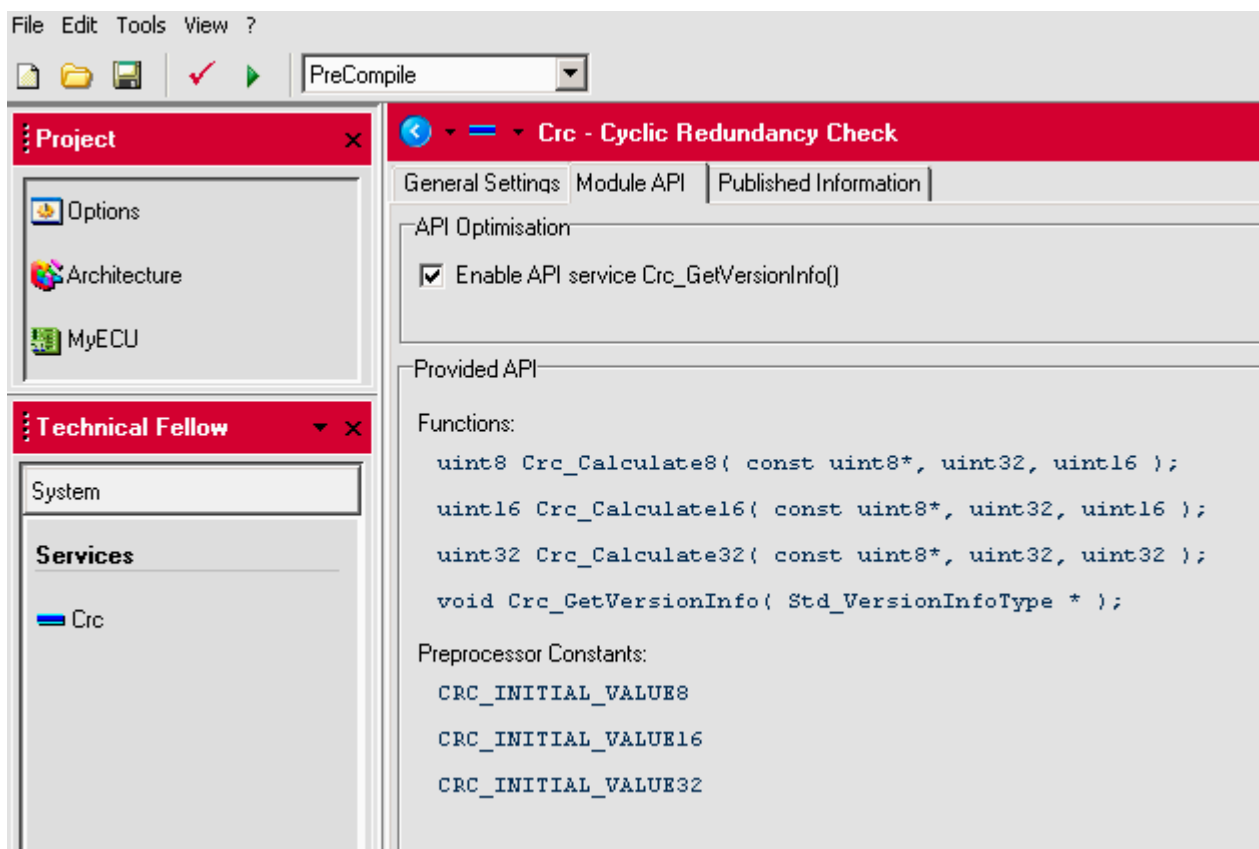 File Edit Tools View ?
PreCompile
Project
Options
Architecture
MyECU
Technical Fellow
System
Services
Crc
Crc - Cyclic Redundancy Check
General Settings Module API Published Information
API Optimisation
Enable API service Crc_GetVersionInfo()
Provided API
Functions:
uint8 Crc_Calculate8( const uint8*, uint32, uint16 );
uint16 Crc_Calculate16( const uint8*, uint32, uint16 );
uint32 Crc_Calculate32( const uint8*, uint32, uint32 );
void Crc_GetVersionInfo( Std_VersionInfoType * );
Preprocessor Constants:
CRC_INITIAL_VALUE8
CRC_INITIAL_VALUE16
CRC_INITIAL_VALUE32